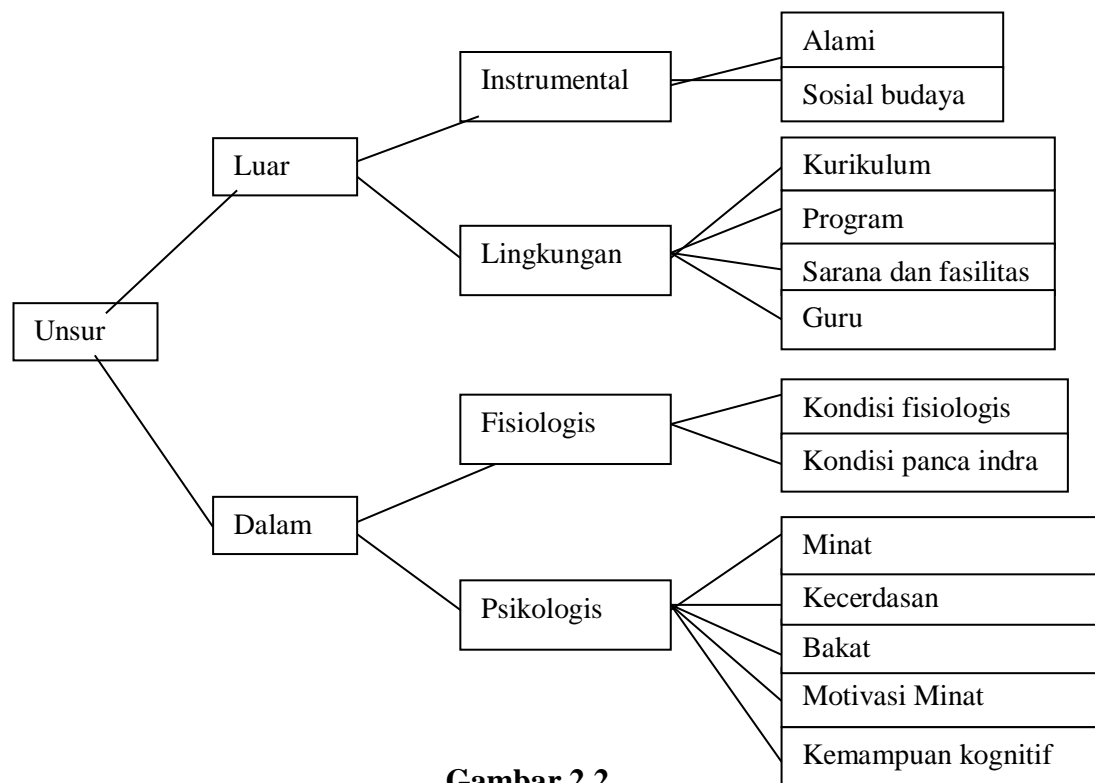 Unsur
Luar
Instrumental
Alami
Sosial budaya
Lingkungan
Kurikulum
Program
Sarana dan fasilitas
Guru
Dalam
Fisiologis
Kondisi fisiologis
Kondisi panca indra
Psikologis
Minat
Kecerdasan
Bakat
Motivasi Minat
Kemampuan kognitif
Gambar 2.2